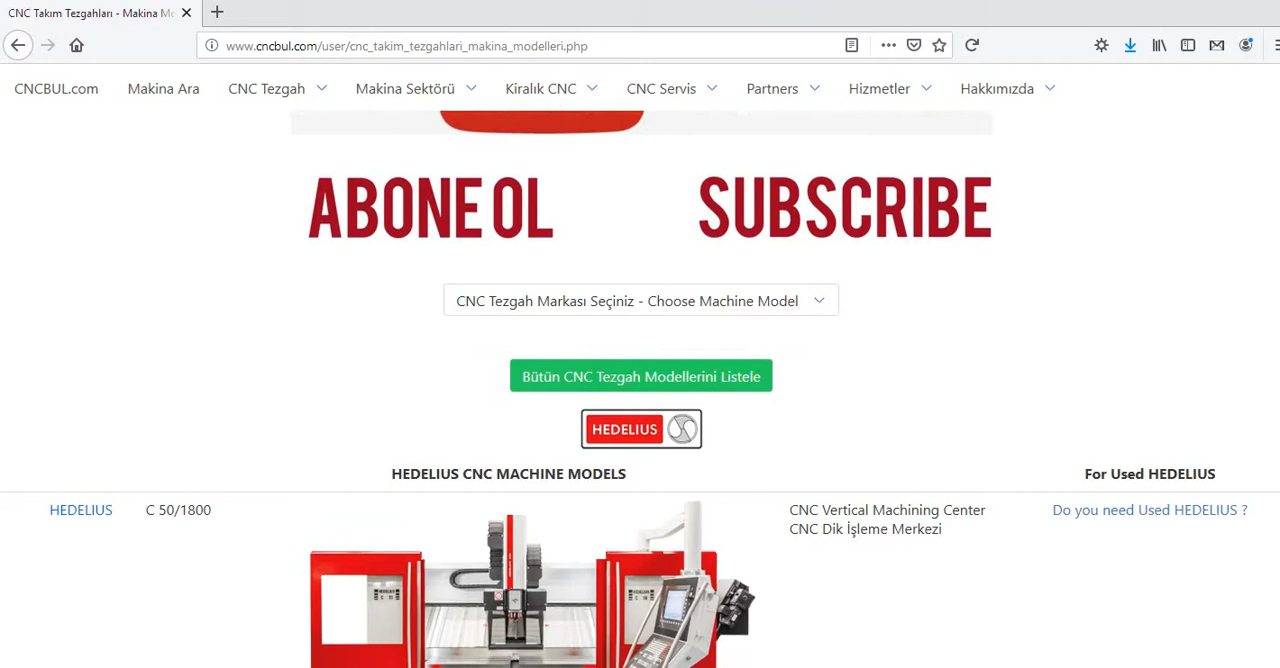 CNC Takım Tezgahları - Makina Mo
www.cncbul.com/user/cnc_takim_tezgahlari_makina_modelleri.php
CNCBUL.com Makina Ara CNC Tezgah Makina Sektörü Kiralık CNC CNC Servis Partners Hizmetler Hakkımızda
ABONE OL SUBSCRIBE
CNC Tezgah Markası Seçiniz - Choose Machine Model
Bütün CNC Tezgah Modellerini Listele
HEDELIUS
HEDELIUS CNC MACHINE MODELS For Used HEDELIUS
HEDELIUS C 50/1800 CNC Vertical Machining Center Do you need Used HEDELIUS ?
CNC Dik İşleme Merkezi